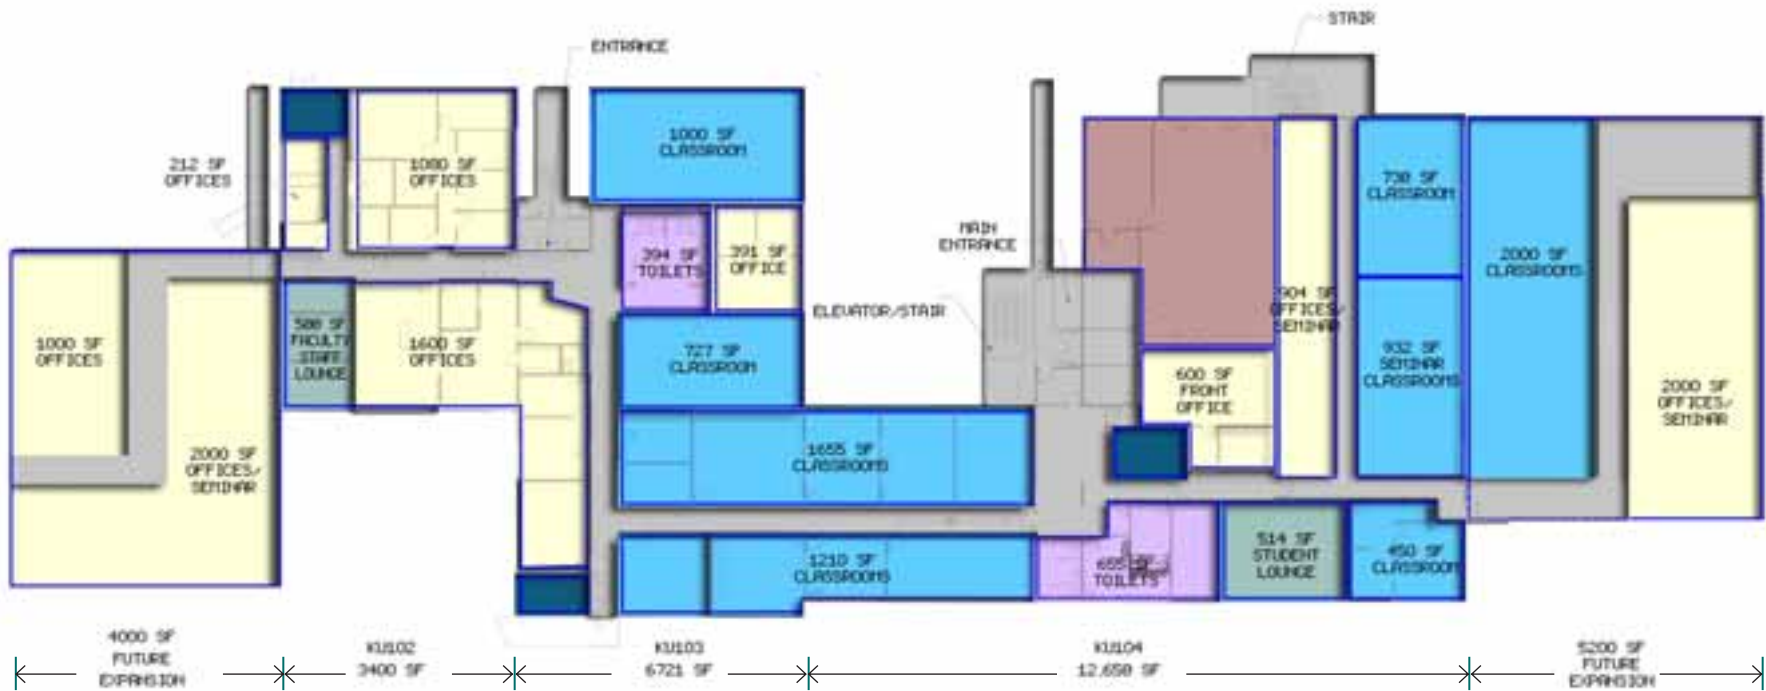 STAIR
ENTRANCE
1000 SF
CLASSROOM
212 SF
OFFICES
1080 SF
OFFICES
738 SF
CLASSROOM
MAIN
ENTRANCE
394 SF
TOILETS
391 SF
OFFICE
2000 SF
CLASSROOMS
904 SF
OFFICES/
SEMINAR
ELEVATOR/STAIR
1000 SF
OFFICES
FACULTY
STAFF
LOUNGE
1600 SF
OFFICES
727 SF
CLASSROOM
932 SF
SEMINAR
CLASSROOMS
600 SF
FRONT
OFFICE
2000 SF
OFFICES/
SEMINAR
2000 SF
OFFICES/
SEMINAR
1655 SF
CLASSROOMS
1210 SF
CLASSROOMS
655 SF
TOILETS
514 SF
STUDENT
LOUNGE
450 SF
CLASSROOM
4000 SF
FUTURE
EXPANSION
KU102
3400 SF
KU103
6721 SF
KU104
12,650 SF
5200 SF
FUTURE
EXPANSION